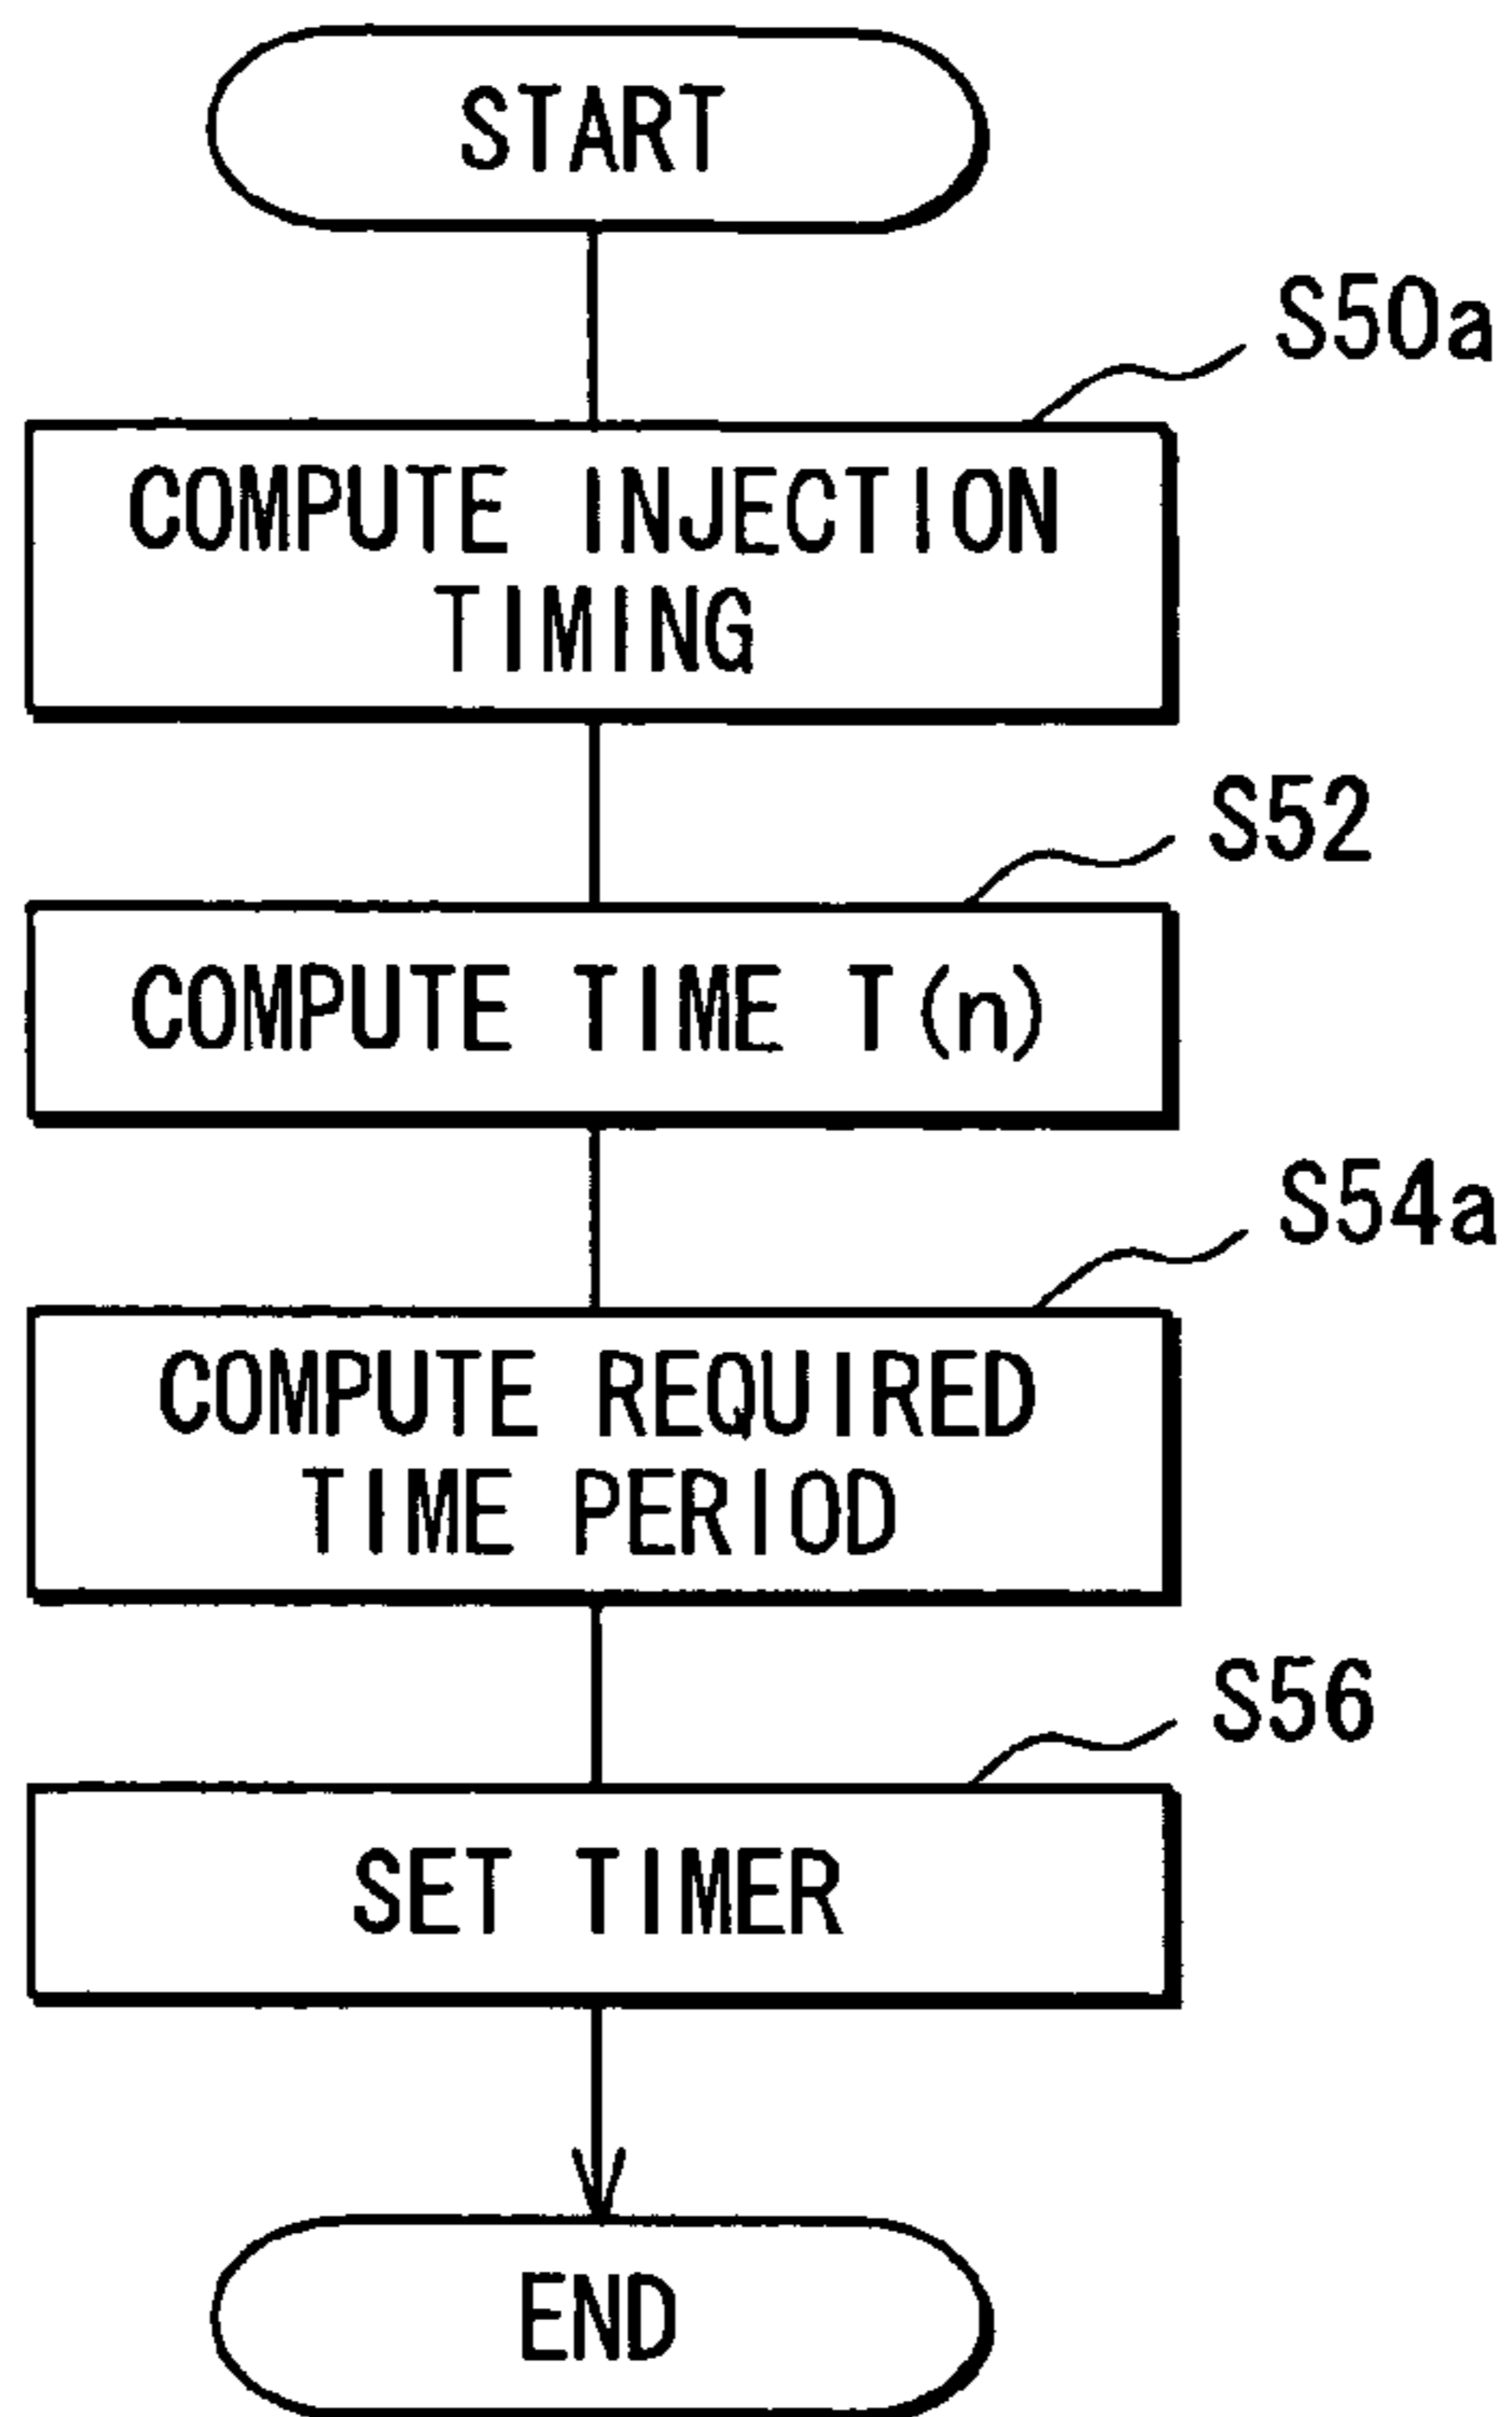 START
S50a
COMPUTE INJECTION
TIMING
S52
COMPUTE TIME T(n)
S54a
COMPUTE REQUIRED
TIME PERIOD
S56
SET TIMER
END